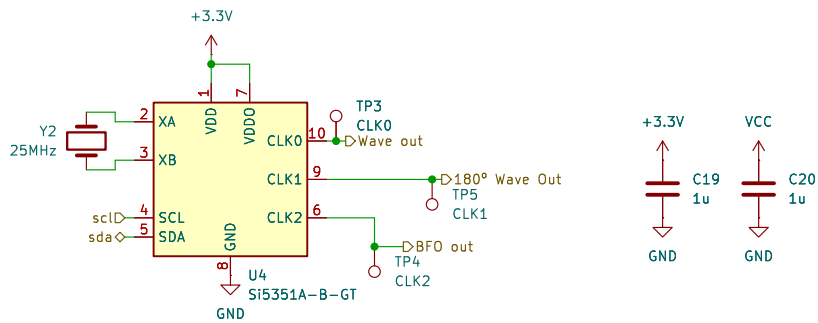 +3.3V
1
7
VDD
VDDO
Y2
25MHz
2
XA
3
XB
TP3
CLK0
CLK0
10
Wave out
CLK1
9
180° Wave Out
TP5
CLK1
scl
4
SCL
sda
5
SDA
CLK2
6
BFO out
TP4
CLK2
GND
8
U4
Si5351A-B-GT
GND
+3.3V
C19
1u
GND
VCC
C20
1u
GND